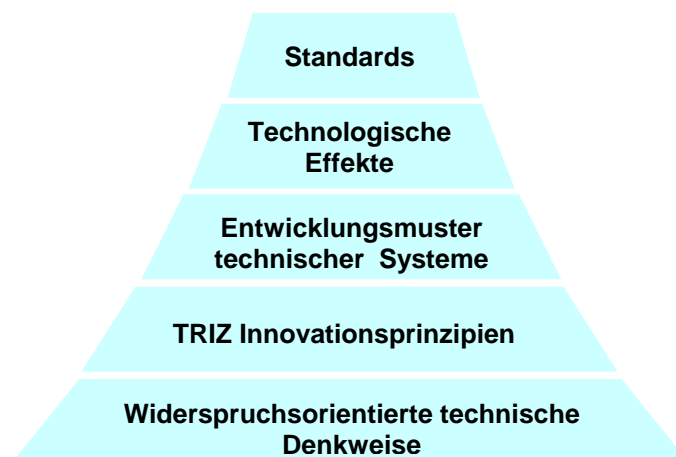 Standards
Technologische
Effekte
Entwicklungsmuster
technischer Systeme
TRIZ Innovationsprinzipien
Widerspruchsorientierte technische
Denkweise